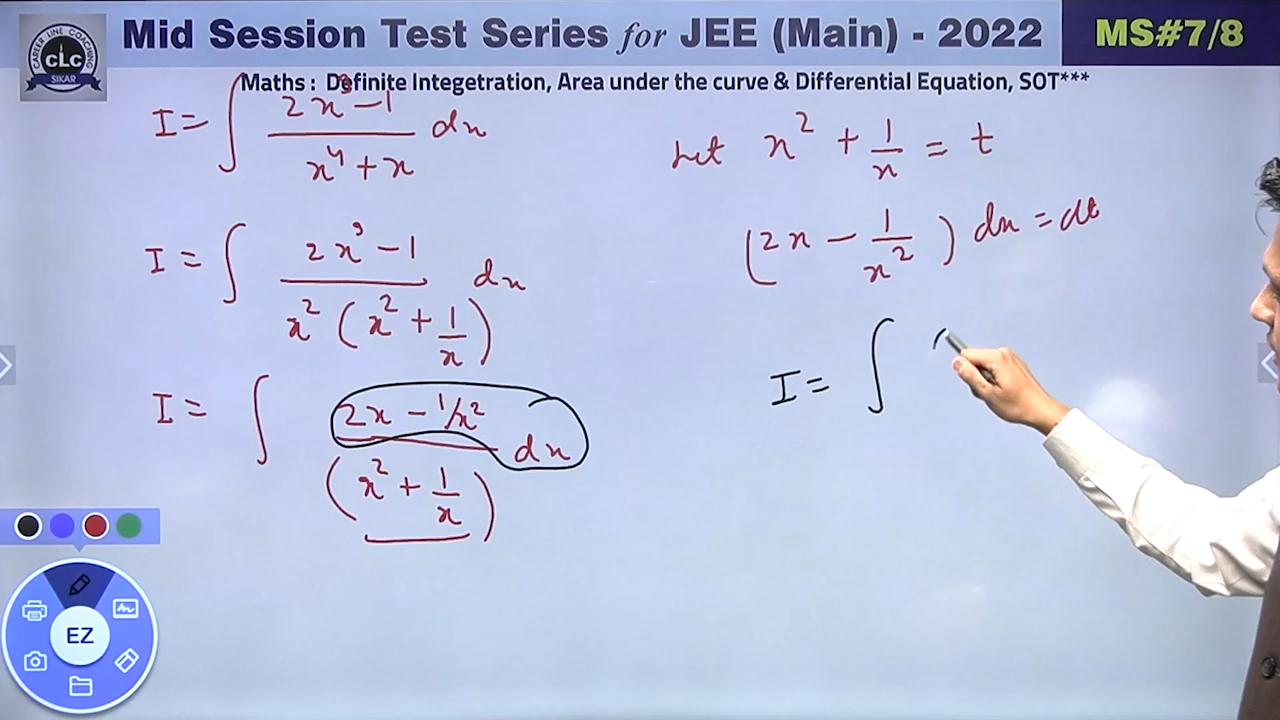 CAREER LINE COACHING
CLC
SIKAR
Mid Session Test Series for JEE (Main) - 2022
MS#7/8
Maths : Definite Integetration, Area under the curve & Differential Equation, SOT***
I = ∫ (2x³ − 1)/(x⁴ + x) dx
I = ∫ (2x³ − 1)/(x²(x² + 1/x)) dx
I = ∫ (2x − 1/x²)/((x² + 1/x)) dx
Let x² + 1/x = t
(2x − 1/x²) dx = dt
I = ∫
EZ